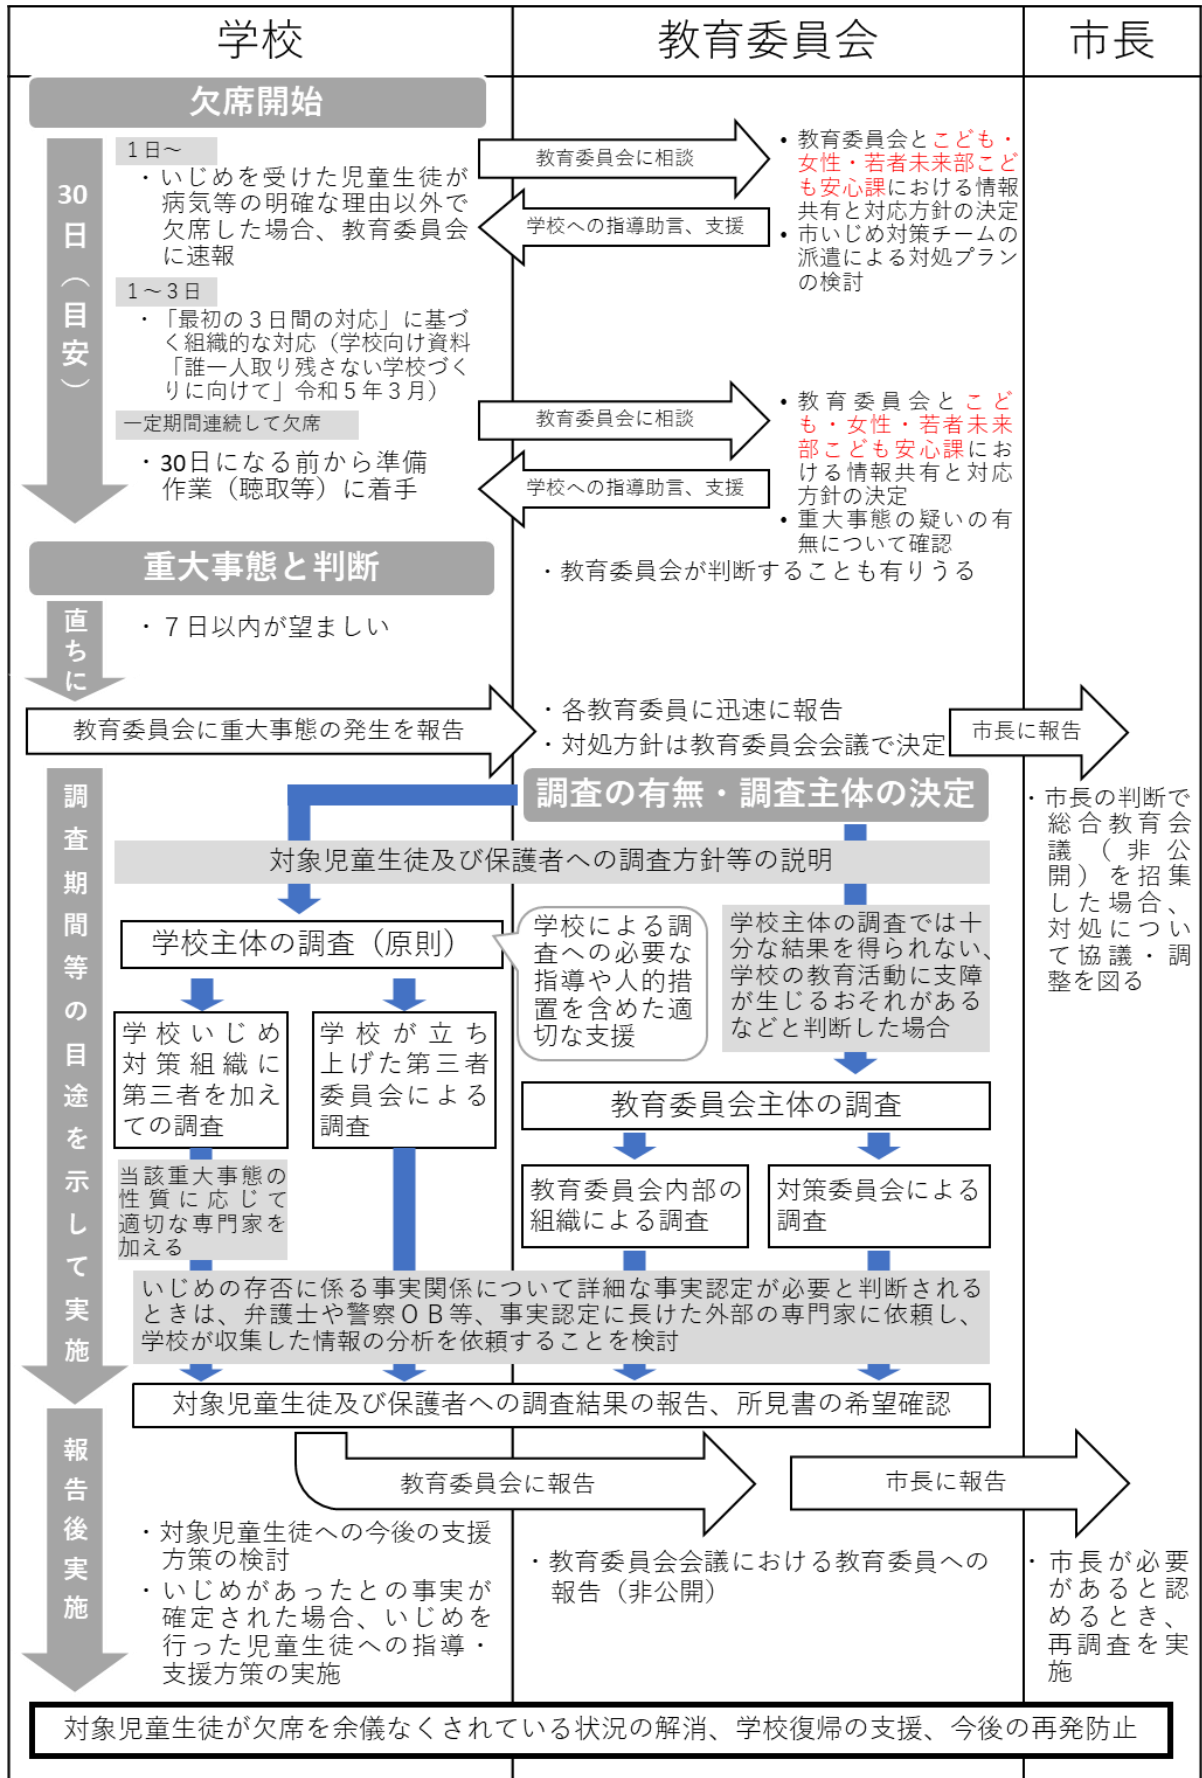 学校
教育委員会
市長
欠席開始
30日（目安）
１日～
・いじめを受けた児童生徒が
病気等の明確な理由以外で
欠席した場合、教育委員会
に速報
教育委員会に相談
学校への指導助言、支援
• 教育委員会とこども・
女性・若者未来部こど
も安心課における情報
共有と対応方針の決定
• 市いじめ対策チームの
派遣による対処プラン
の検討
１～３日
・「最初の３日間の対応」に基づ
く組織的な対応（学校向け資料
「誰一人取り残さない学校づく
りに向けて」令和５年３月）
一定期間連続して欠席
・30日になる前から準備
作業（聴取等）に着手
教育委員会に相談
学校への指導助言、支援
• 教育委員会とこど
も・女性・若者未来
部こども安心課にお
ける情報共有と対応
方針の決定
• 重大事態の疑いの有
無について確認
重大事態と判断
・教育委員会が判断することも有りうる
直ちに
・７日以内が望ましい
教育委員会に重大事態の発生を報告
・各教育委員に迅速に報告
・対処方針は教育委員会会議で決定
市長に報告
調査期間等の目途を示して実施
調査の有無・調査主体の決定
・市長の判断で
総合教育会
議（非公
開）を招集
した場合、
対処につい
て協議・調
整を図る
対象児童生徒及び保護者への調査方針等の説明
学校主体の調査（原則）
学校による調
査への必要な
指導や人的措
置を含めた適
切な支援
学校主体の調査では十
分な結果を得られない、
学校の教育活動に支障
が生じるおそれがある
などと判断した場合
学校いじめ
対策組織に
第三者を加え
ての調査
学校が立ち
上げた第三者
委員会による
調査
教育委員会主体の調査
当該重大事態の
性質に応じて
適切な専門家を
加える
教育委員会内部の
組織による調査
対策委員会による
調査
いじめの存否に係る事実関係について詳細な事実認定が必要と判断される
ときは、弁護士や警察ＯＢ等、事実認定に長けた外部の専門家に依頼し、
学校が収集した情報の分析を依頼することを検討
対象児童生徒及び保護者への調査結果の報告、所見書の希望確認
報告後実施
教育委員会に報告
市長に報告
・対象児童生徒への今後の支援
方策の検討
・いじめがあったとの事実が
確定された場合、いじめを
行った児童生徒への指導・
支援方策の実施
・教育委員会会議における教育委員への
報告（非公開）
・市長が必要
があると認
めるとき、
再調査を実
施
対象児童生徒が欠席を余儀なくされている状況の解消、学校復帰の支援、今後の再発防止